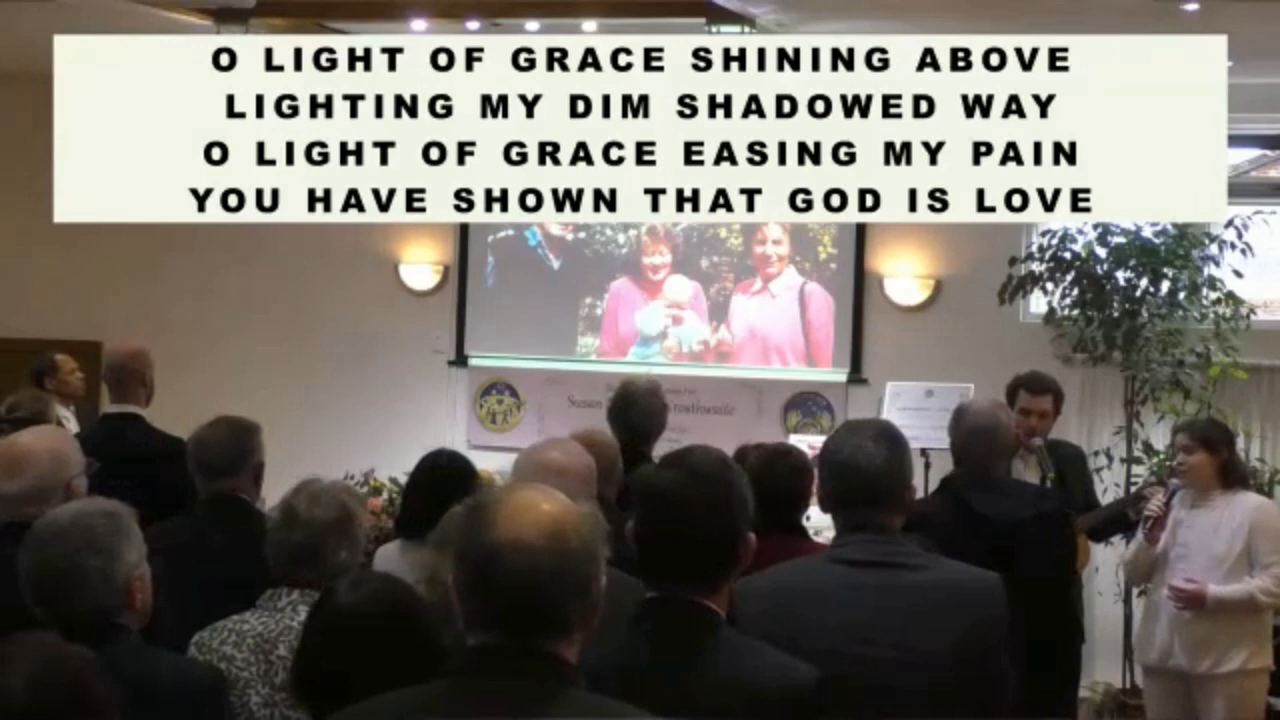 O LIGHT OF GRACE SHINING ABOVE
LIGHTING MY DIM SHADOWED WAY
O LIGHT OF GRACE EASING MY PAIN
YOU HAVE SHOWN THAT GOD IS LOVE
Susan